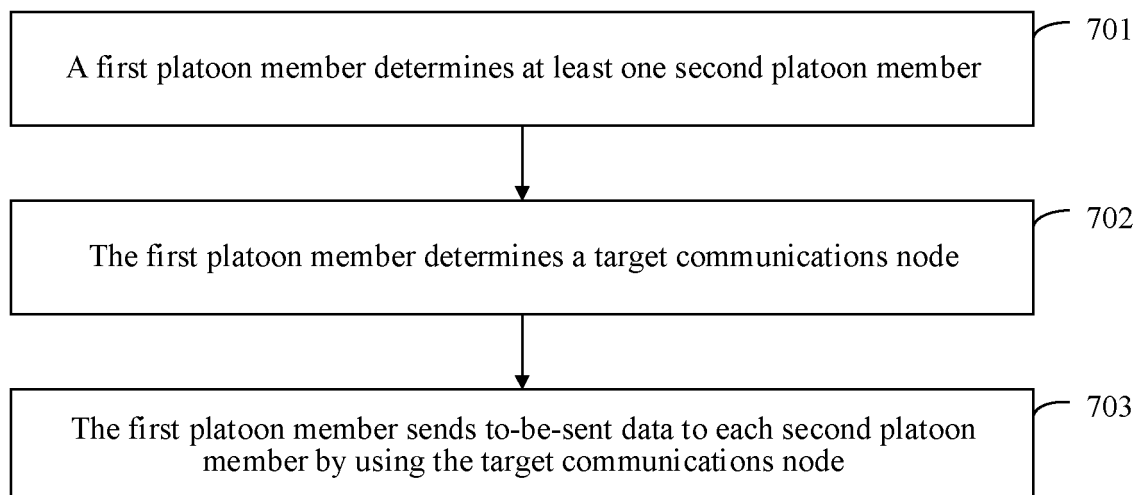 701
A first platoon member determines at least one second platoon member
702
The first platoon member determines a target communications node
703
The first platoon member sends to-be-sent data to each second platoon
member by using the target communications node